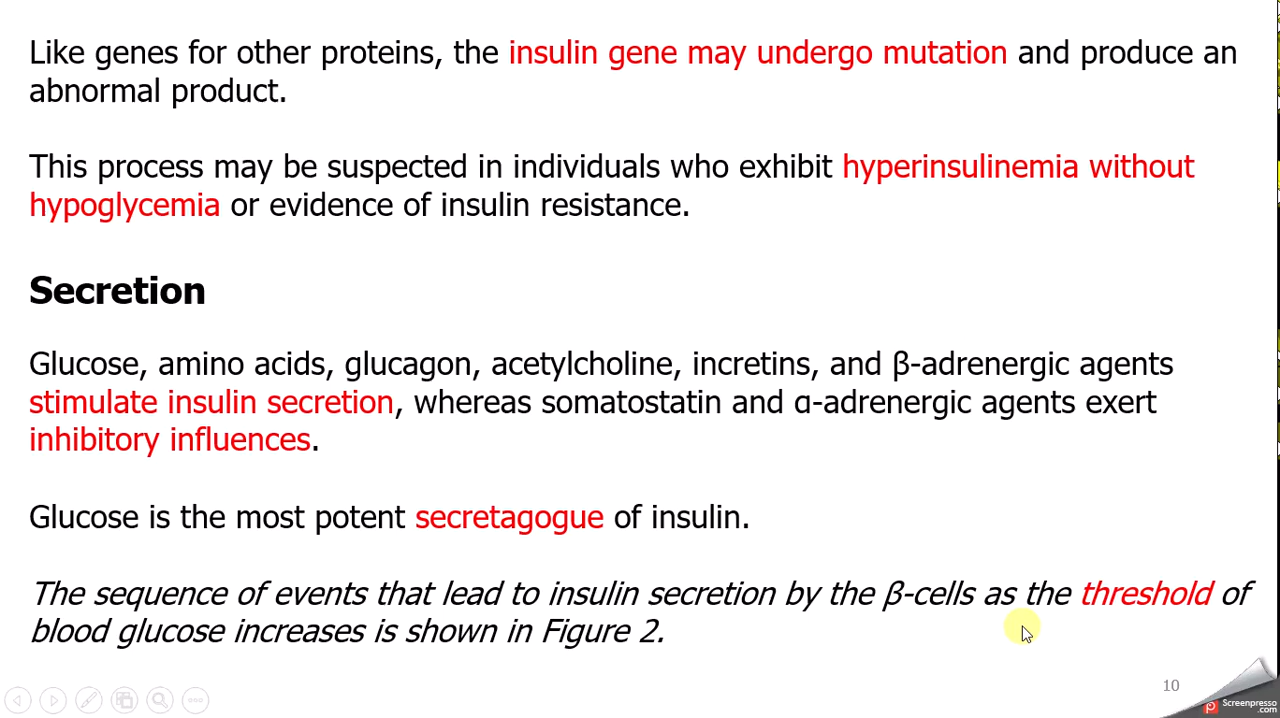 Like genes for other proteins, the insulin gene may undergo mutation and produce an
abnormal product.
This process may be suspected in individuals who exhibit hyperinsulinemia without
hypoglycemia or evidence of insulin resistance.
Secretion
Glucose, amino acids, glucagon, acetylcholine, incretins, and β-adrenergic agents
stimulate insulin secretion, whereas somatostatin and α-adrenergic agents exert
inhibitory influences.
Glucose is the most potent secretagogue of insulin.
The sequence of events that lead to insulin secretion by the β-cells as the threshold of
blood glucose increases is shown in Figure 2.
10
Screenpresso
.com